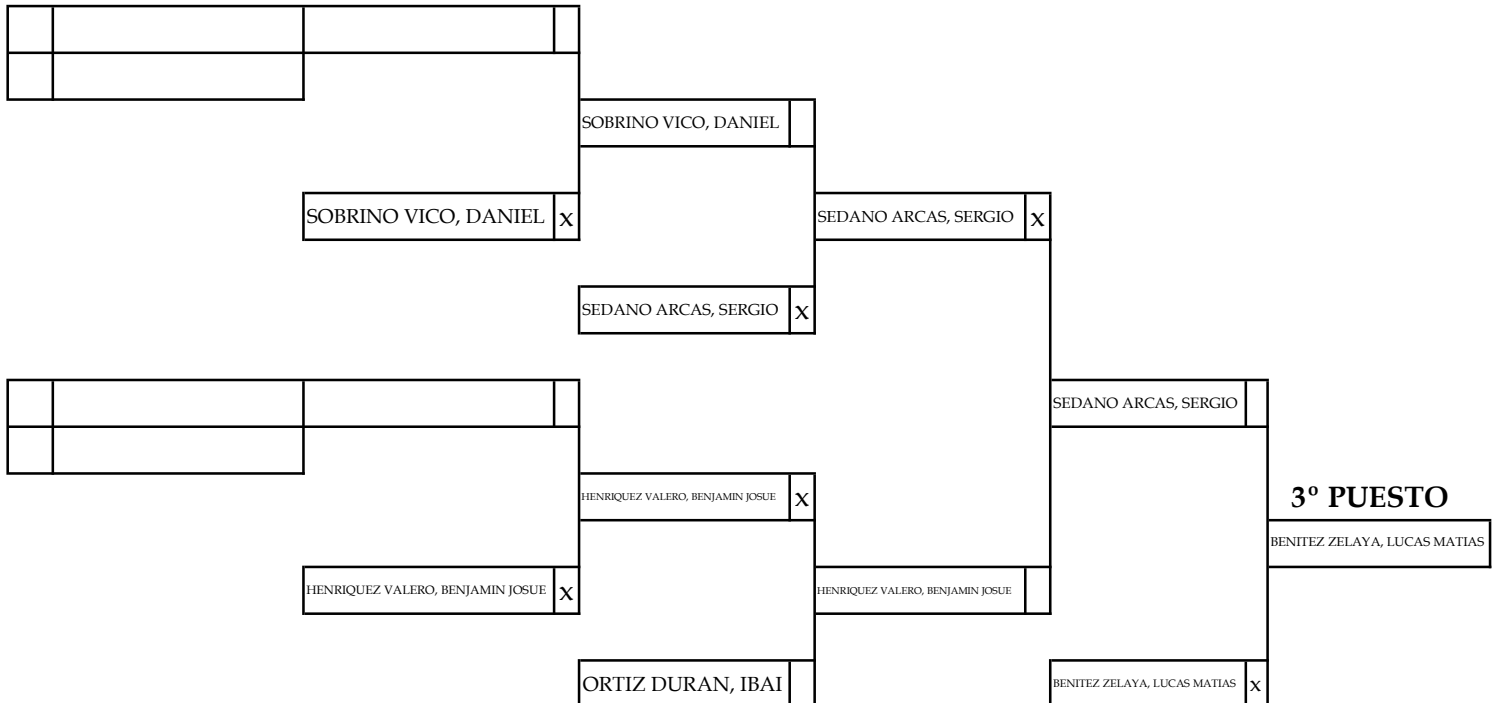 SOBRINO VICO, DANIEL
SOBRINO VICO, DANIEL X
SEDANO ARCAS, SERGIO X
SEDANO ARCAS, SERGIO X
SEDANO ARCAS, SERGIO
HENRIQUEZ VALERO, BENJAMIN JOSUE X
3º PUESTO
BENITEZ ZELAYA, LUCAS MATIAS
HENRIQUEZ VALERO, BENJAMIN JOSUE X
HENRIQUEZ VALERO, BENJAMIN JOSUE
ORTIZ DURAN, IBAI
BENITEZ ZELAYA, LUCAS MATIAS X